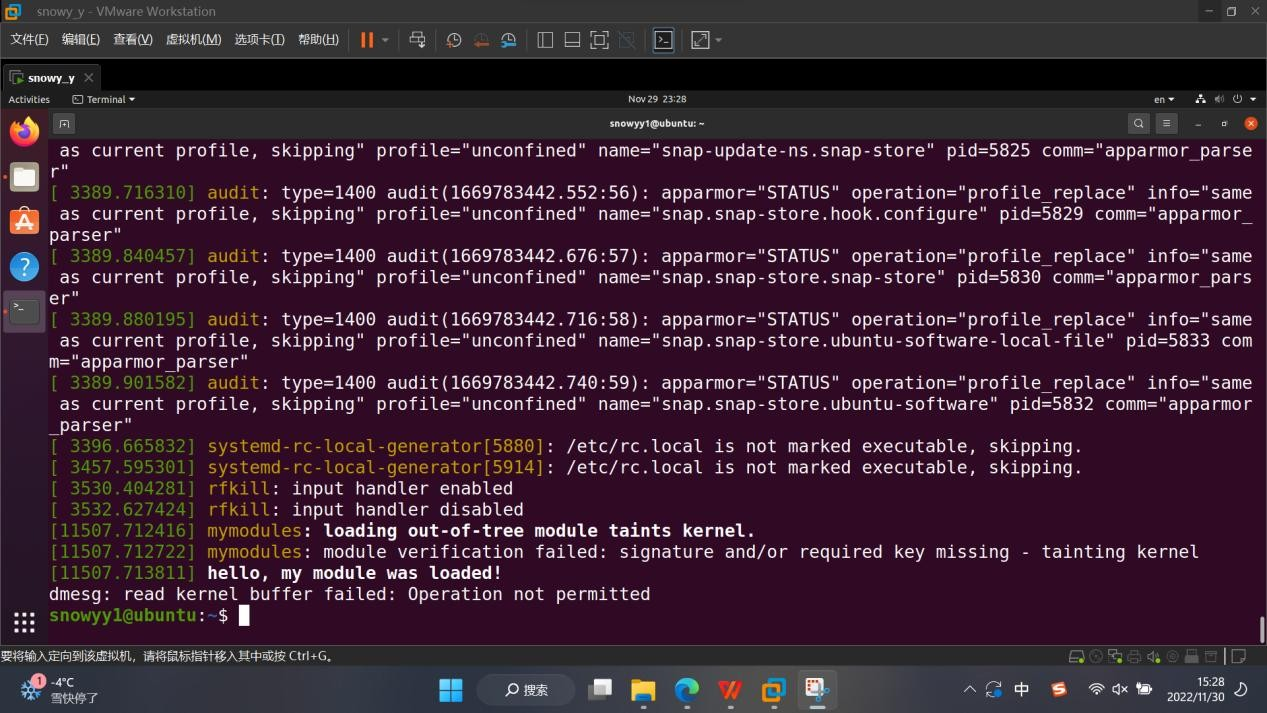 snowy_y - VMware Workstation
文件(F) 编辑(E) 查看(V) 虚拟机(M) 选项卡(T) 帮助(H)
snowy_y
Activities Terminal Nov 29 23:28 en
snowyy1@ubuntu: ~
as current profile, skipping" profile="unconfined" name="snap-update-ns.snap-store" pid=5825 comm="apparmor_parse
r"
[ 3389.716310] audit: type=1400 audit(1669783442.552:56): apparmor="STATUS" operation="profile_replace" info="same
as current profile, skipping" profile="unconfined" name="snap.snap-store.hook.configure" pid=5829 comm="apparmor_
parser"
[ 3389.840457] audit: type=1400 audit(1669783442.676:57): apparmor="STATUS" operation="profile_replace" info="same
as current profile, skipping" profile="unconfined" name="snap.snap-store.snap-store" pid=5830 comm="apparmor_pars
er"
[ 3389.880195] audit: type=1400 audit(1669783442.716:58): apparmor="STATUS" operation="profile_replace" info="same
as current profile, skipping" profile="unconfined" name="snap.snap-store.ubuntu-software-local-file" pid=5833 com
m="apparmor_parser"
[ 3389.901582] audit: type=1400 audit(1669783442.740:59): apparmor="STATUS" operation="profile_replace" info="same
as current profile, skipping" profile="unconfined" name="snap.snap-store.ubuntu-software" pid=5832 comm="apparmor
_parser"
[ 3396.665832] systemd-rc-local-generator[5880]: /etc/rc.local is not marked executable, skipping.
[ 3457.595301] systemd-rc-local-generator[5914]: /etc/rc.local is not marked executable, skipping.
[ 3530.404281] rfkill: input handler enabled
[ 3532.627424] rfkill: input handler disabled
[11507.712416] mymodules: loading out-of-tree module taints kernel.
[11507.712722] mymodules: module verification failed: signature and/or required key missing - tainting kernel
[11507.713811] hello, my module was loaded!
dmesg: read kernel buffer failed: Operation not permitted
snowyy1@ubuntu:~$
要将输入定向到该虚拟机，请将鼠标指针移入其中或按 Ctrl+G。
1
-4°C
雪快停了
搜索
中
15:28
2022/11/30